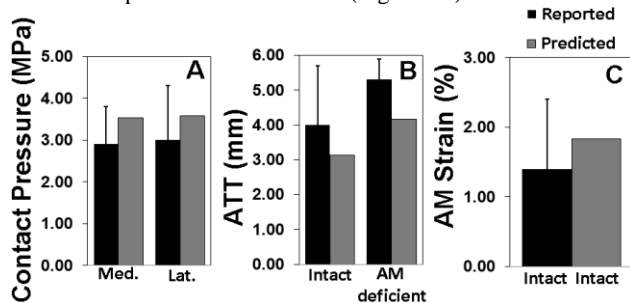 Reported
Predicted
A
Contact Pressure (MPa)
5.00
4.00
3.00
2.00
1.00
0.00
Med. Lat.
B
ATT (mm)
6.00
5.00
4.00
3.00
2.00
1.00
0.00
Intact AM
deficient
C
AM Strain (%)
3.00
2.00
1.00
0.00
Intact Intact